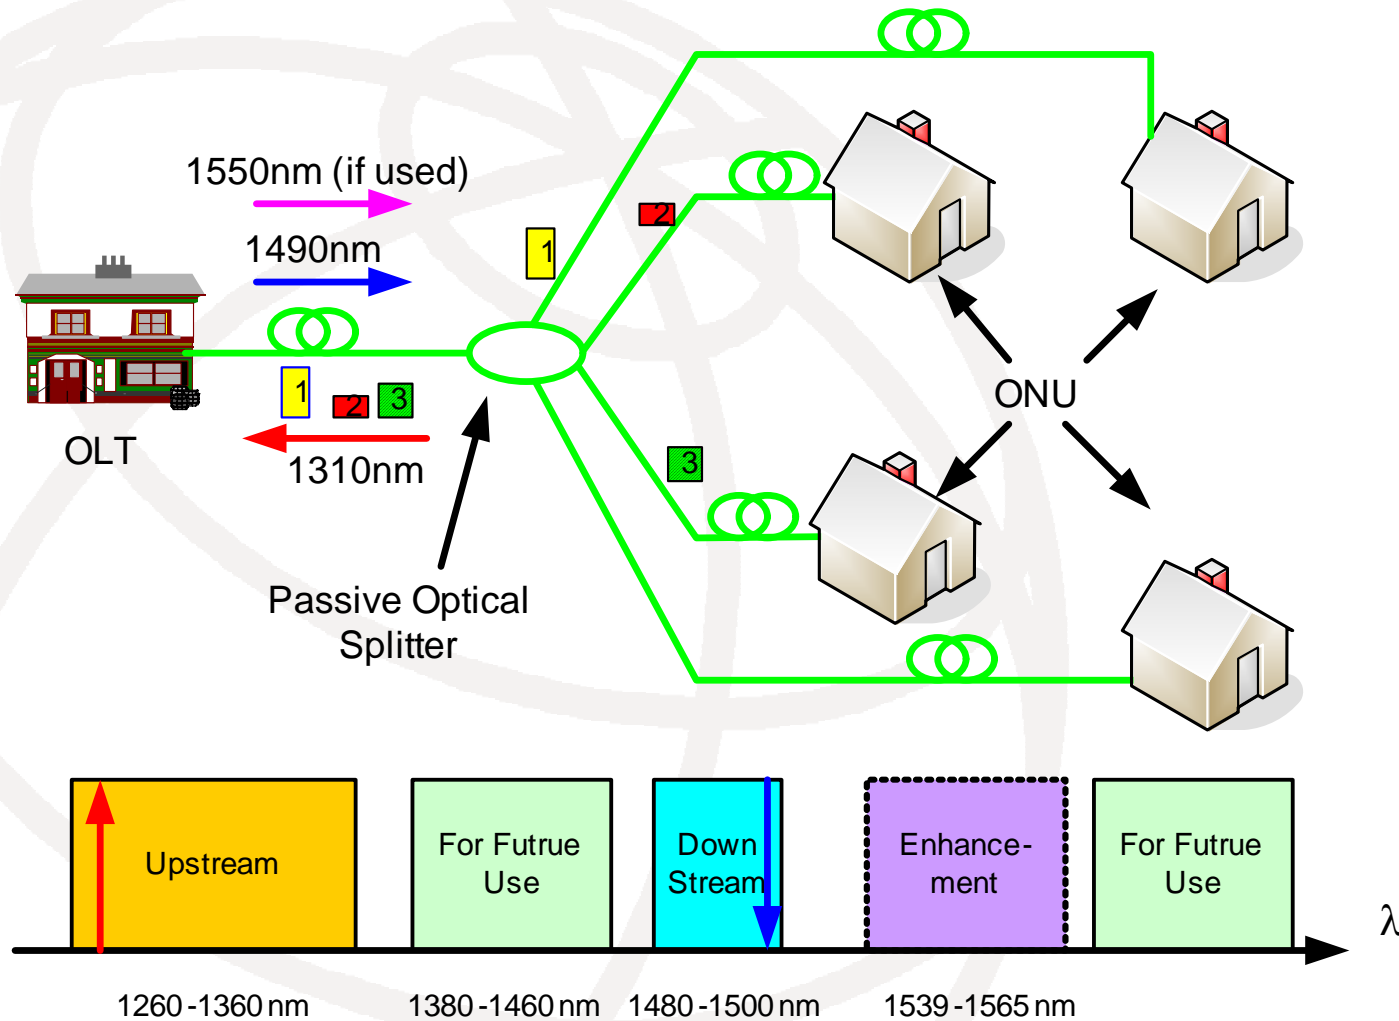 1550nm (if used)
1490nm
2
1
1
2
3
OLT
1310nm
3
ONU
Passive Optical
Splitter
Upstream
For Futrue
Use
Down
Stream
Enhance-
ment
For Futrue
Use
λ
1260-1360 nm
1380-1460 nm
1480-1500 nm
1539-1565 nm